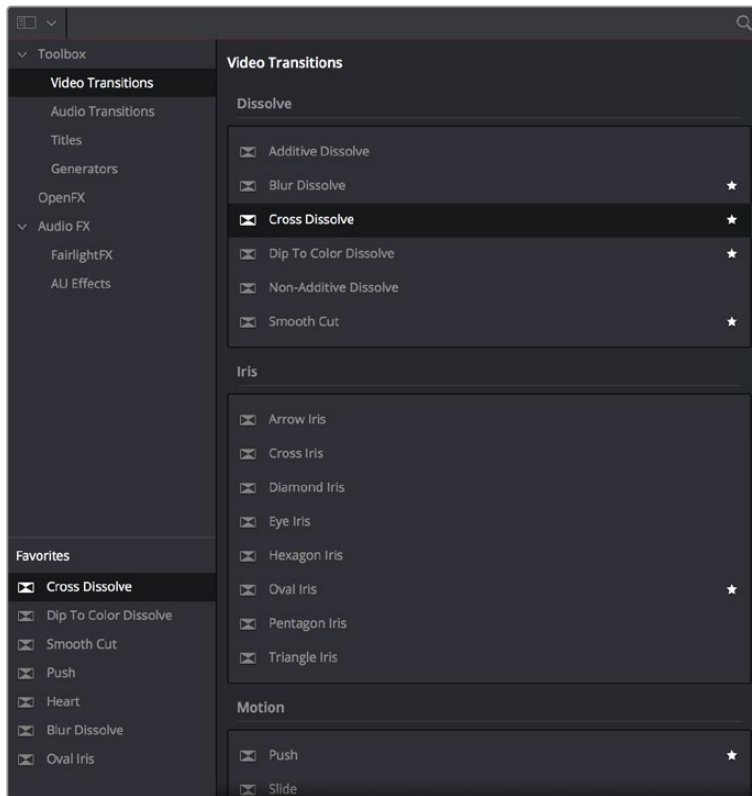 Toolbox
Video Transitions
Audio Transitions
Titles
Generators
OpenFX
Audio FX
FairlightFX
AU Effects
Favorites
Cross Dissolve
Dip To Color Dissolve
Smooth Cut
Push
Heart
Blur Dissolve
Oval Iris
Video Transitions
Dissolve
Additive Dissolve
Blur Dissolve
Cross Dissolve
Dip To Color Dissolve
Non-Additive Dissolve
Smooth Cut
Iris
Arrow Iris
Cross Iris
Diamond Iris
Eye Iris
Hexagon Iris
Oval Iris
Pentagon Iris
Triangle Iris
Motion
Push
Slide